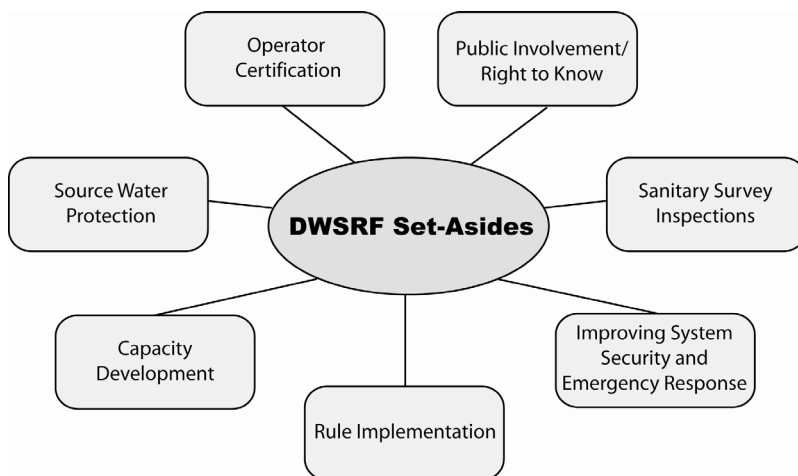 Operator
Certification
Public Involvement/
Right to Know
Source Water
Protection
DWSRF Set-Asides
Sanitary Survey
Inspections
Capacity
Development
Improving System
Security and
Emergency Response
Rule Implementation